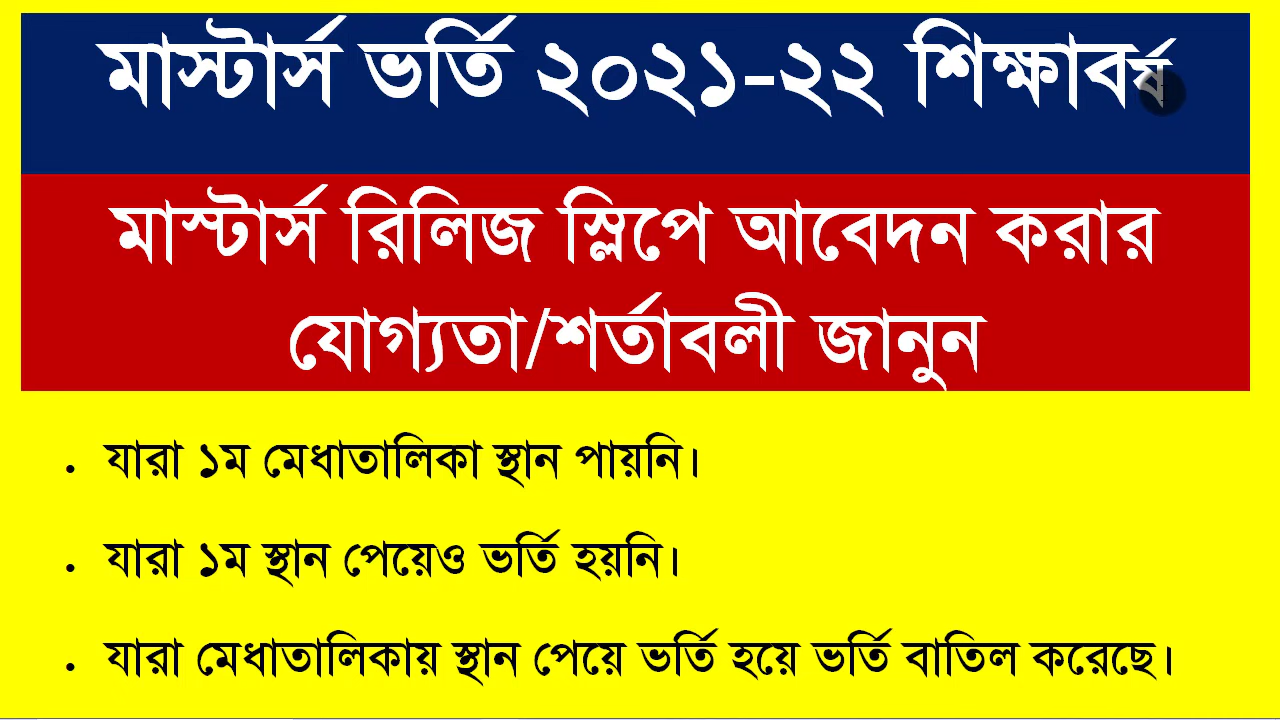 মাস্টার্স ভর্তি ২০২১-২২ শিক্ষাবর্ষ
মাস্টার্স রিলিজ স্লিপে আবেদন করার
যোগ্যতা/শর্তাবলী জানুন
• যারা ১ম মেধাতালিকা স্থান পায়নি।
• যারা ১ম স্থান পেয়েও ভর্তি হয়নি।
• যারা মেধাতালিকায় স্থান পেয়ে ভর্তি হয়ে ভর্তি বাতিল করেছে।